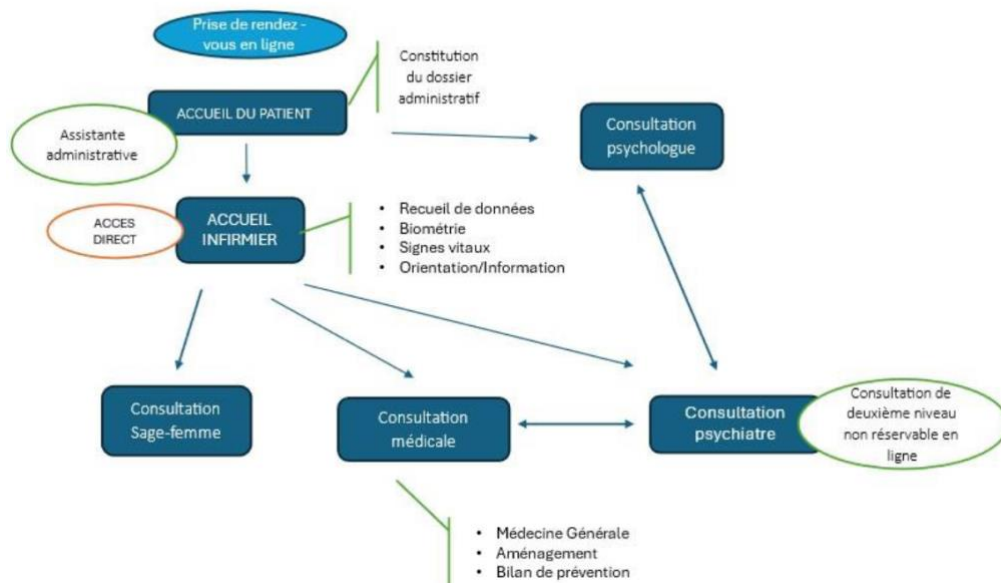 Prise de rendez -
vous en ligne
Constitution
du dossier
administratif
ACCUEIL DU PATIENT
Assistante
administrative
Consultation
psychologue
ACCES
DIRECT
ACCUEIL
INFIRMIER
• Recueil de données
• Biométrie
• Signes vitaux
• Orientation/Information
Consultation
Sage-femme
Consultation
médicale
Consultation
psychiatre
Consultation de
deuxième niveau
non réservable en
ligne
• Médecine Générale
• Aménagement
• Bilan de prévention